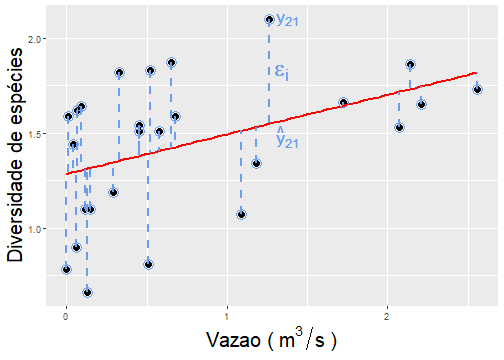 Diversidade de espécies
2.0
1.5
1.0
y₂₁
εᵢ
ŷ₂₁
0
1
2
Vazao ( m³/s )